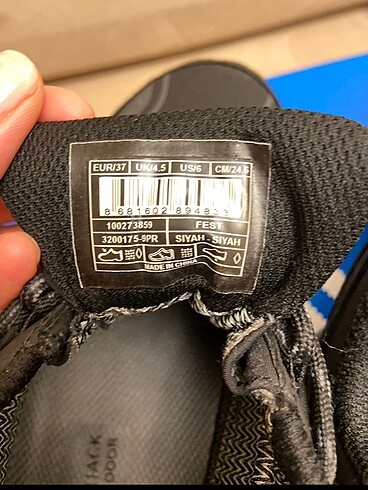 EUR/37 UK/4.5 US/6 CM/24.5
8 681602 894833
100273859 FEST
3200175-9PR SIYAH - SIYAH
MADE IN CHINA
JACK